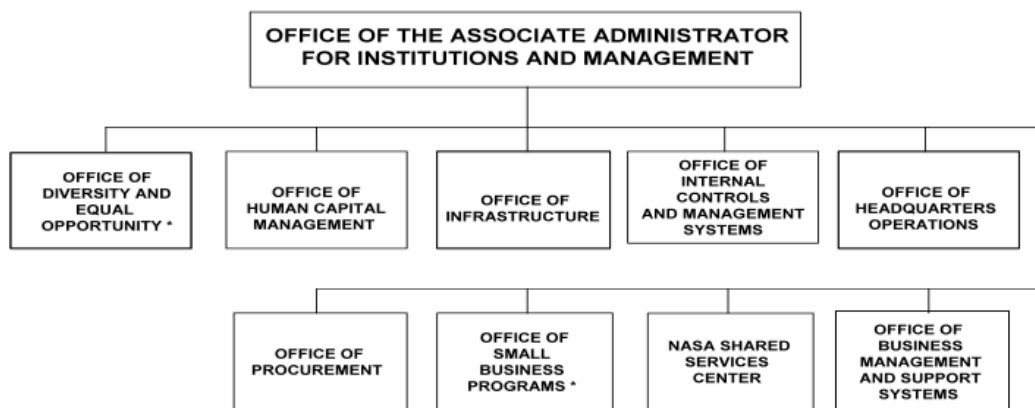 OFFICE OF THE ASSOCIATE ADMINISTRATOR
FOR INSTITUTIONS AND MANAGEMENT
OFFICE OF
DIVERSITY AND
EQUAL
OPPORTUNITY *
OFFICE OF
HUMAN CAPITAL
MANAGEMENT
OFFICE OF
INFRASTRUCTURE
OFFICE OF
INTERNAL
CONTROLS
AND MANAGEMENT
SYSTEMS
OFFICE OF
HEADQUARTERS
OPERATIONS
OFFICE OF
PROCUREMENT
OFFICE OF
SMALL
BUSINESS
PROGRAMS *
NASA SHARED
SERVICES
CENTER
OFFICE OF
BUSINESS
MANAGEMENT
AND SUPPORT
SYSTEMS